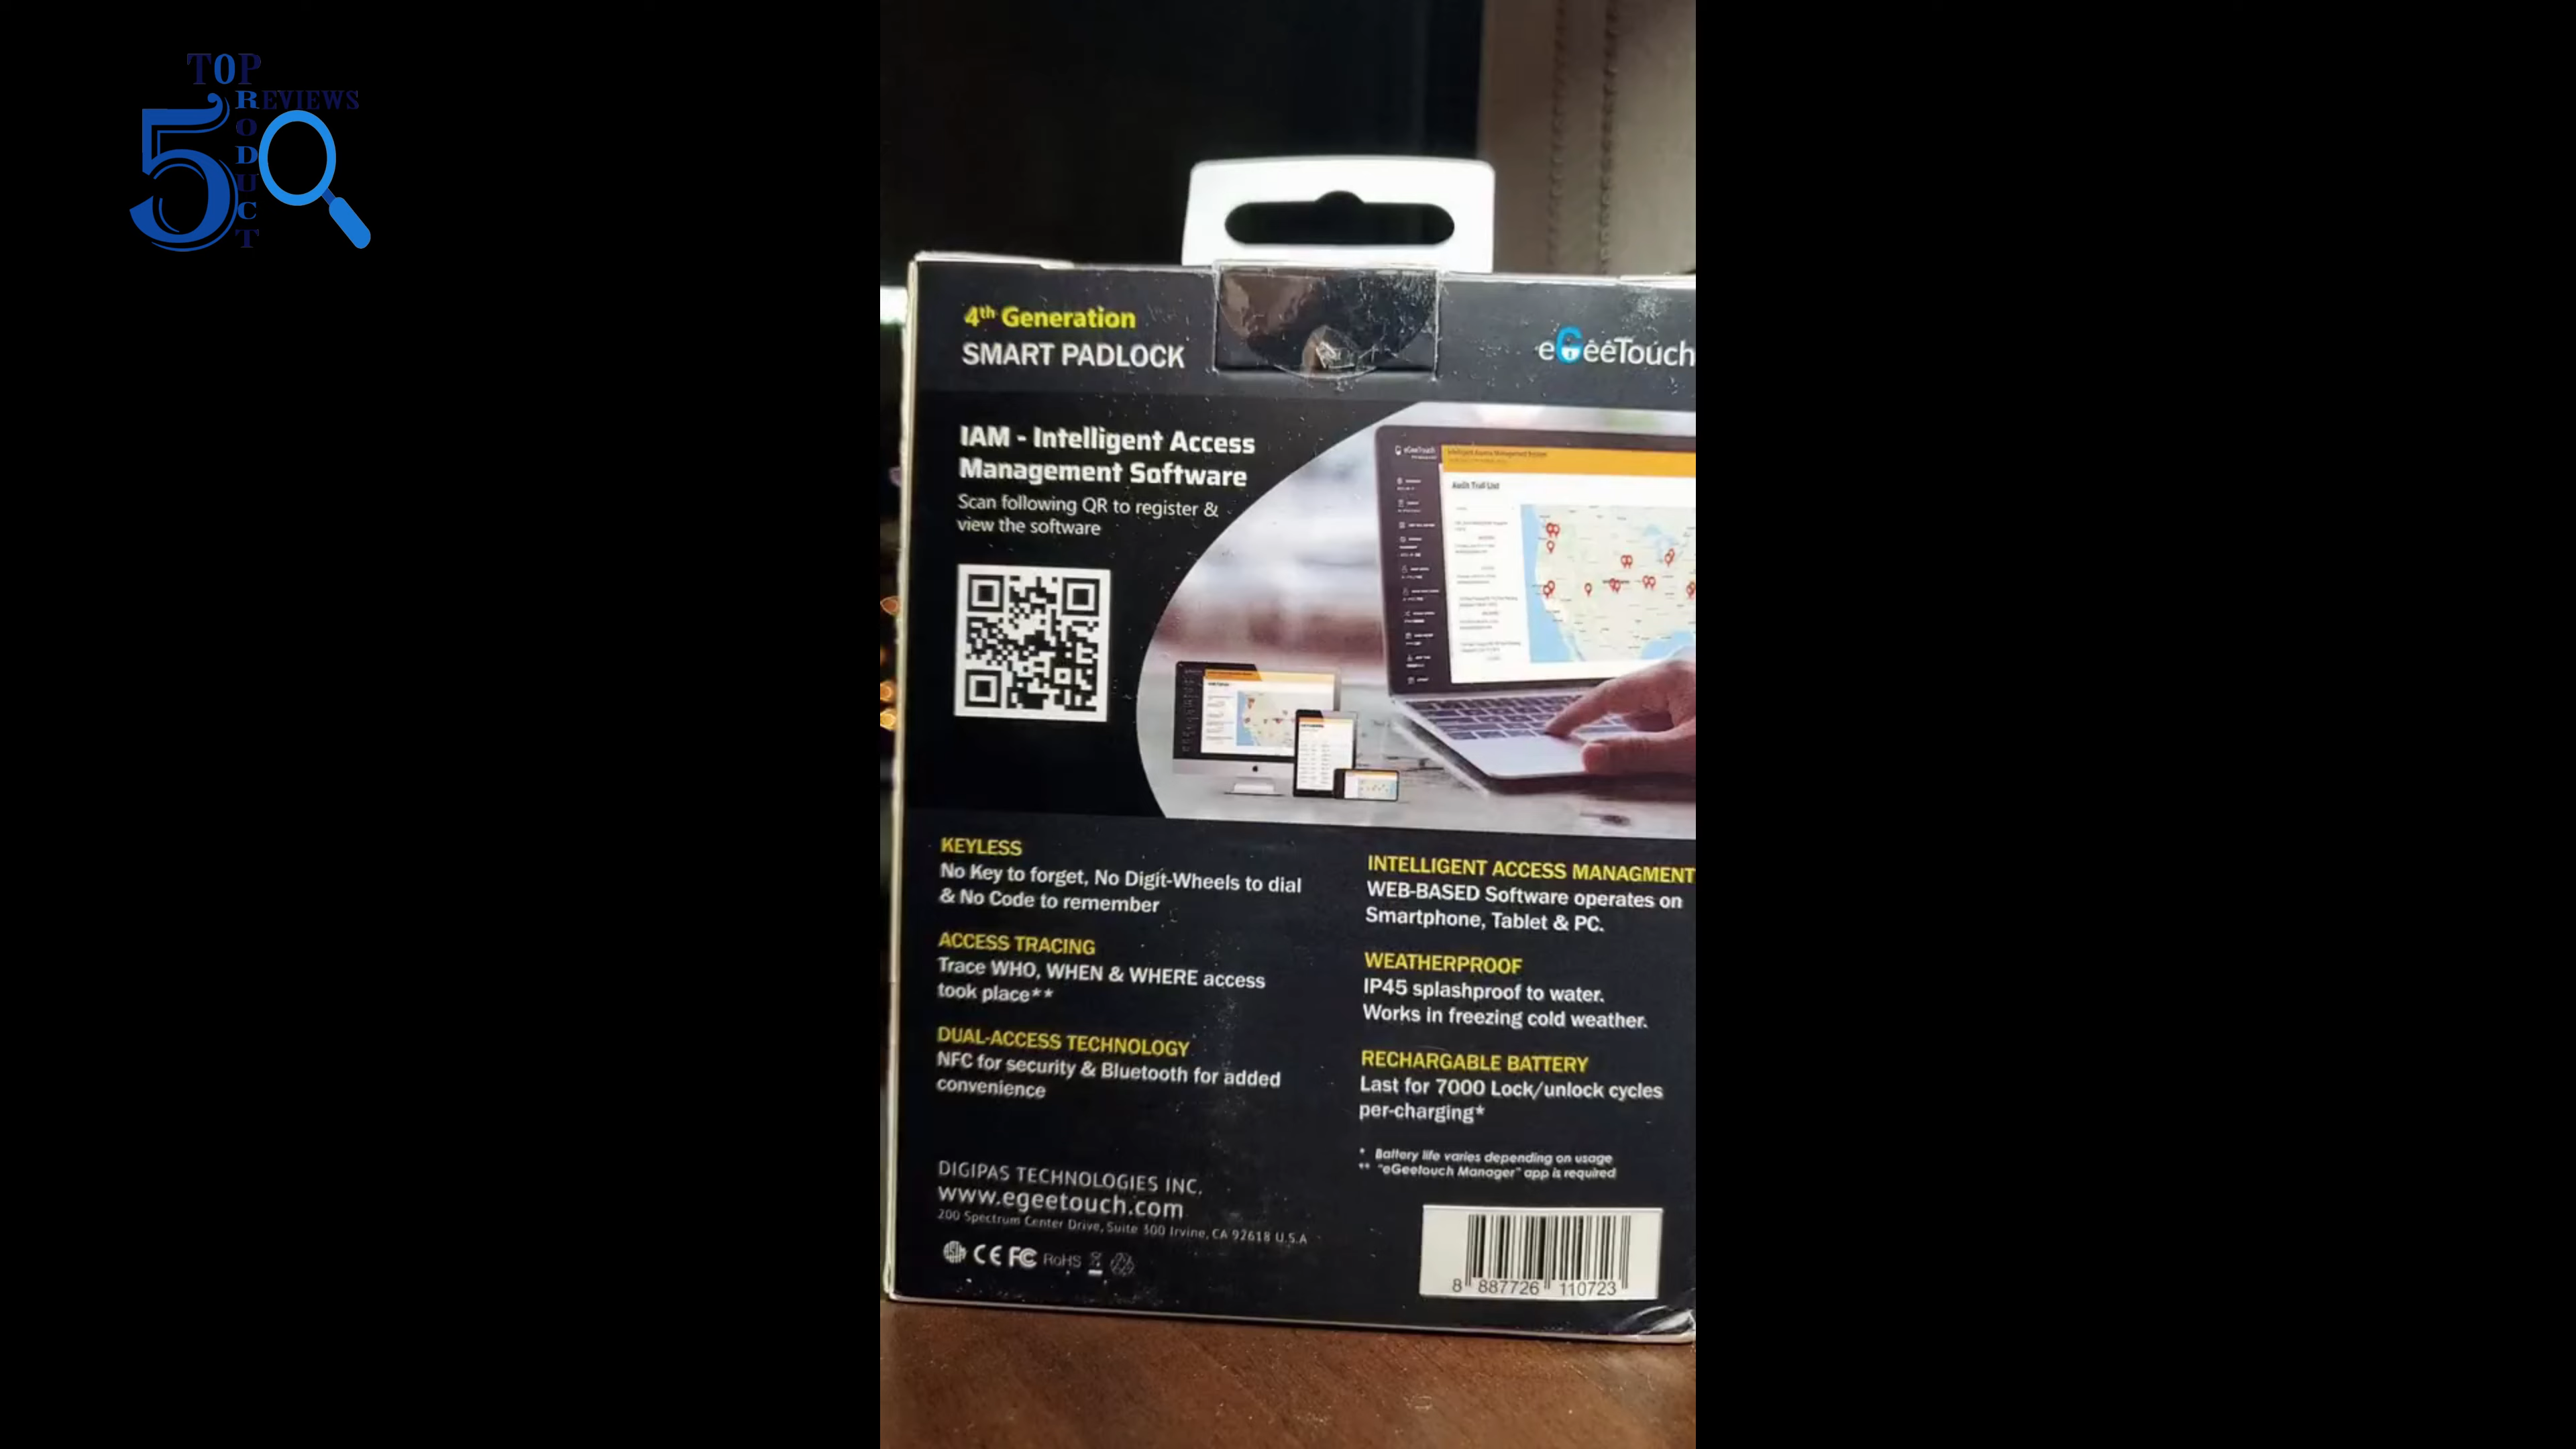 TOP
REVIEWS
PRODUCT
5
4th Generation
SMART PADLOCK
eGeeTouch
IAM - Intelligent Access
Management Software
Scan following QR to register &
view the software
Audit Trail List
KEYLESS
No Key to forget, No Digit-Wheels to dial
& No Code to remember
ACCESS TRACING
Trace WHO, WHEN & WHERE access
took place**
DUAL-ACCESS TECHNOLOGY
NFC for security & Bluetooth for added
convenience
INTELLIGENT ACCESS MANAGMENT
WEB-BASED Software operates on
Smartphone, Tablet & PC.
WEATHERPROOF
IP45 splashproof to water.
Works in freezing cold weather.
RECHARGABLE BATTERY
Last for 7000 Lock/unlock cycles
per-charging*
* Battery life varies depending on usage
** "eGeetouch Manager" app is required
DIGIPAS TECHNOLOGIES INC.
www.egeetouch.com
200 Spectrum Center Drive, Suite 300 Irvine, CA 92618 U.S.A
CE FC RoHS
8 887726 110723